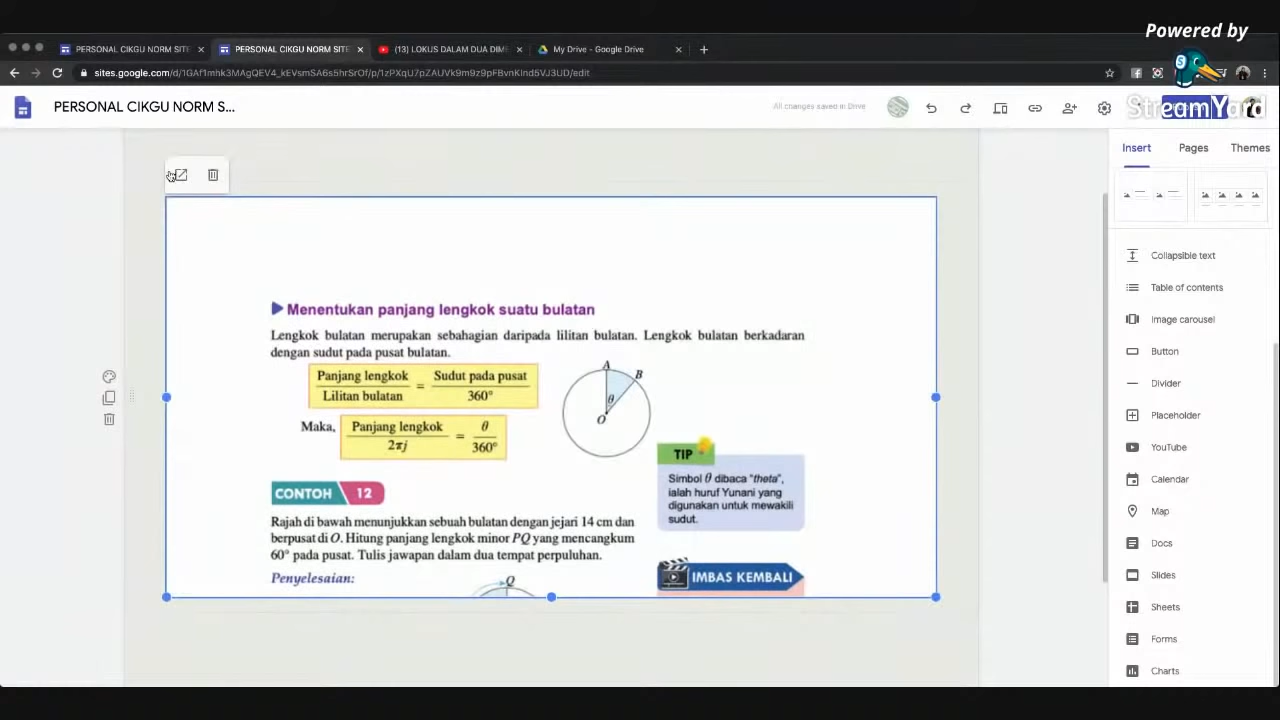 Powered by
StreamYard
PERSONAL CIKGU NORM SITE
PERSONAL CIKGU NORM SITE
(13) LOKUS DALAM DUA DIME
My Drive - Google Drive
sites.google.com/d/1GAf1mhk3MAgQEV4_kEVsmSA6s5hrSrOf/p/1zPXqU7pZAUVk9m9z9pFBvnKInd5VJ3UD/edit
PERSONAL CIKGU NORM S...
All changes saved in Drive
Insert
Pages
Themes
Menentukan panjang lengkok suatu bulatan
Lengkok bulatan merupakan sebahagian daripada lilitan bulatan. Lengkok bulatan berkadaran
dengan sudut pada pusat bulatan.
Panjang lengkok / Lilitan bulatan = Sudut pada pusat / 360°
Maka, Panjang lengkok / 2πj = θ / 360°
A
B
θ
O
TIP
Simbol θ dibaca "theta",
ialah huruf Yunani yang
digunakan untuk mewakili
sudut.
CONTOH 12
Rajah di bawah menunjukkan sebuah bulatan dengan jejari 14 cm dan
berpusat di O. Hitung panjang lengkok minor PQ yang mencangkum
60° pada pusat. Tulis jawapan dalam dua tempat perpuluhan.
Penyelesaian:
Q
IMBAS KEMBALI
Collapsible text
Table of contents
Image carousel
Button
Divider
Placeholder
YouTube
Calendar
Map
Docs
Slides
Sheets
Forms
Charts